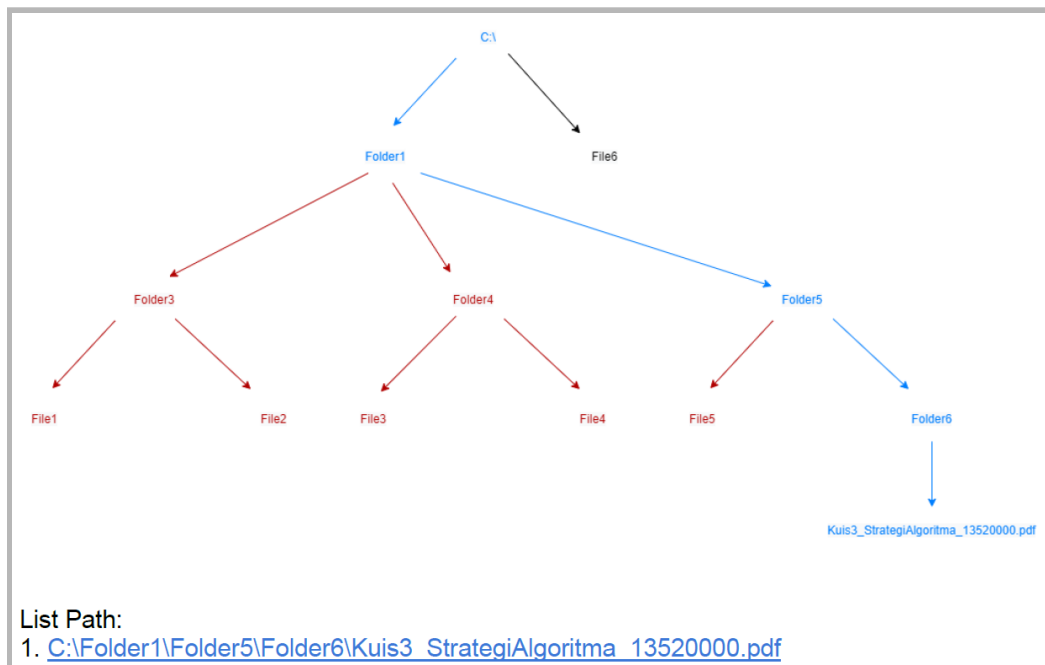 C:\
Folder1
File6
Folder3
Folder4
Folder5
File1
File2
File3
File4
File5
Folder6
Kuis3_StrategiAlgoritma_13520000.pdf
List Path:
1. C:\Folder1\Folder5\Folder6\Kuis3_StrategiAlgoritma_13520000.pdf